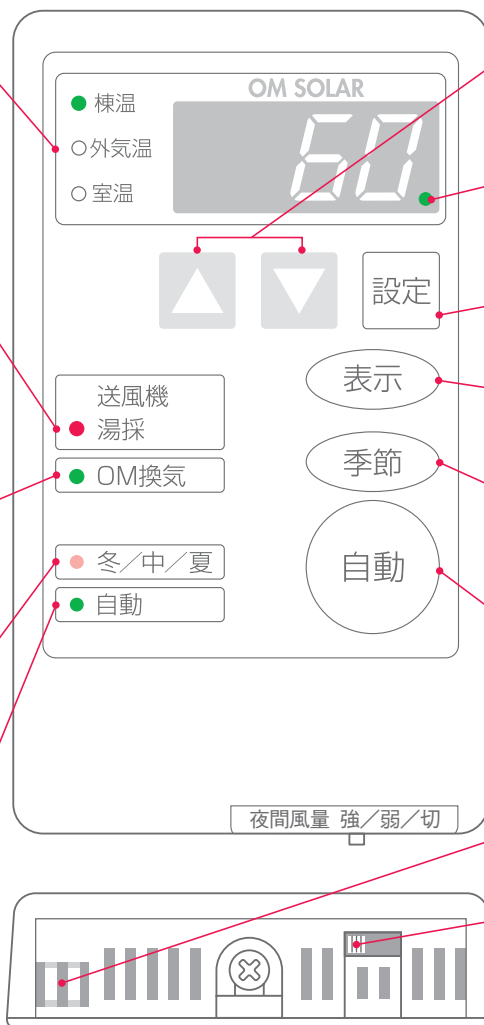 OM SOLAR
棟温
外気温
室温
60
設定
表示
送風機
湯採
季節
OM換気
冬／中／夏
自動
自動
夜間風量 強／弱／切